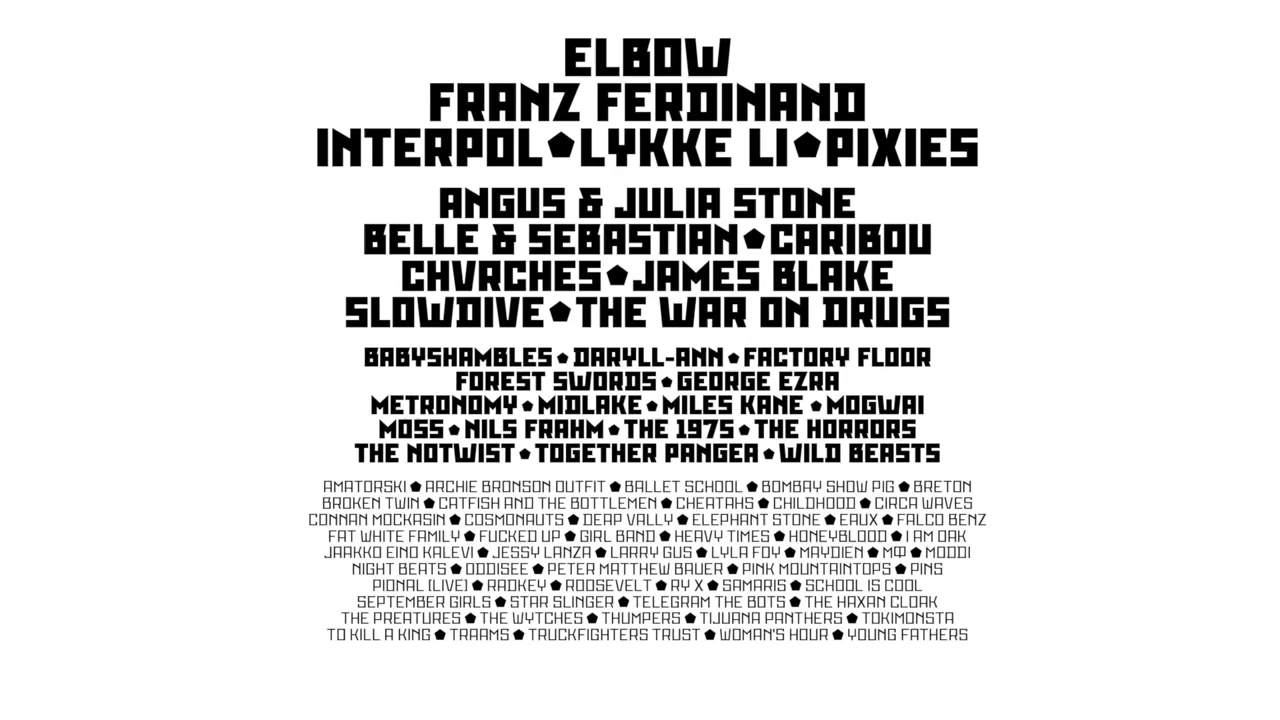 ELBOW
FRANZ FERDINAND
INTERPOL⬟LYKKE LI⬟PIXIES
ANGUS & JULIA STONE
BELLE & SEBASTIAN⬟CARIBOU
CHVRCHES⬟JAMES BLAKE
SLOWDIVE⬟THE WAR ON DRUGS
BABYSHAMBLES⬟DARYLL-ANN⬟FACTORY FLOOR
FOREST SWORDS⬟GEORGE EZRA
METRONOMY⬟MIDLAKE⬟MILES KANE⬟MOGWAI
MOSS⬟NILS FRAHM⬟THE 1975⬟THE HORRORS
THE NOTWIST⬟TOGETHER PANGEA⬟WILD BEASTS
AMATORSKI⬟ARCHIE BRONSON OUTFIT⬟BALLET SCHOOL⬟BOMBAY SHOW PIG⬟BRETON
BROKEN TWIN⬟CATFISH AND THE BOTTLEMEN⬟CHEATAHS⬟CHILDHOOD⬟CIRCA WAVES
CONNAN MOCKASIN⬟COSMONAUTS⬟DEAP VALLY⬟ELEPHANT STONE⬟EAUX⬟FALCO BENZ
FAT WHITE FAMILY⬟FUCKED UP⬟GIRL BAND⬟HEAVY TIMES⬟HONEYBLOOD⬟I AM OAK
JAAKKO EINO KALEVI⬟JESSY LANZA⬟LARRY GUS⬟LYLA FOY⬟MAYDIEN⬟MФ⬟MODDI
NIGHT BEATS⬟ODDISEE⬟PETER MATTHEW BAUER⬟PINK MOUNTAINTOPS⬟PINS
PIONAL [LIVE]⬟RADKEY⬟ROOSEVELT⬟RY X⬟SAMARIS⬟SCHOOL IS COOL
SEPTEMBER GIRLS⬟STAR SLINGER⬟TELEGRAM THE BOTS⬟THE HAXAN CLOAK
THE PREATURES⬟THE WYTCHES⬟THUMPERS⬟TIJUANA PANTHERS⬟TOKIMONSTA
TO KILL A KING⬟TRAAMS⬟TRUCKFIGHTERS TRUST⬟WOMAN'S HOUR⬟YOUNG FATHERS